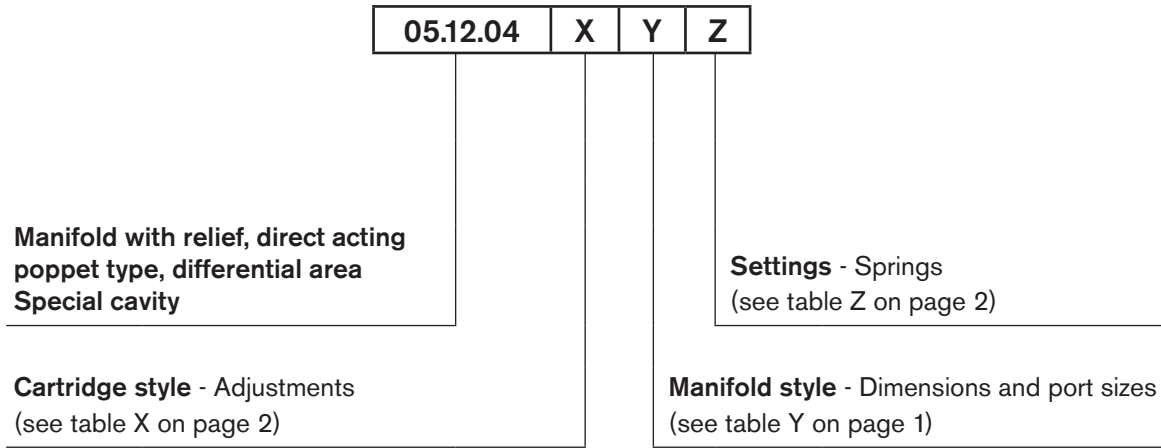 05.12.04 X Y Z
Manifold with relief, direct acting
poppet type, differential area
Special cavity
Settings - Springs
(see table Z on page 2)
Cartridge style - Adjustments
(see table X on page 2)
Manifold style - Dimensions and port sizes
(see table Y on page 1)